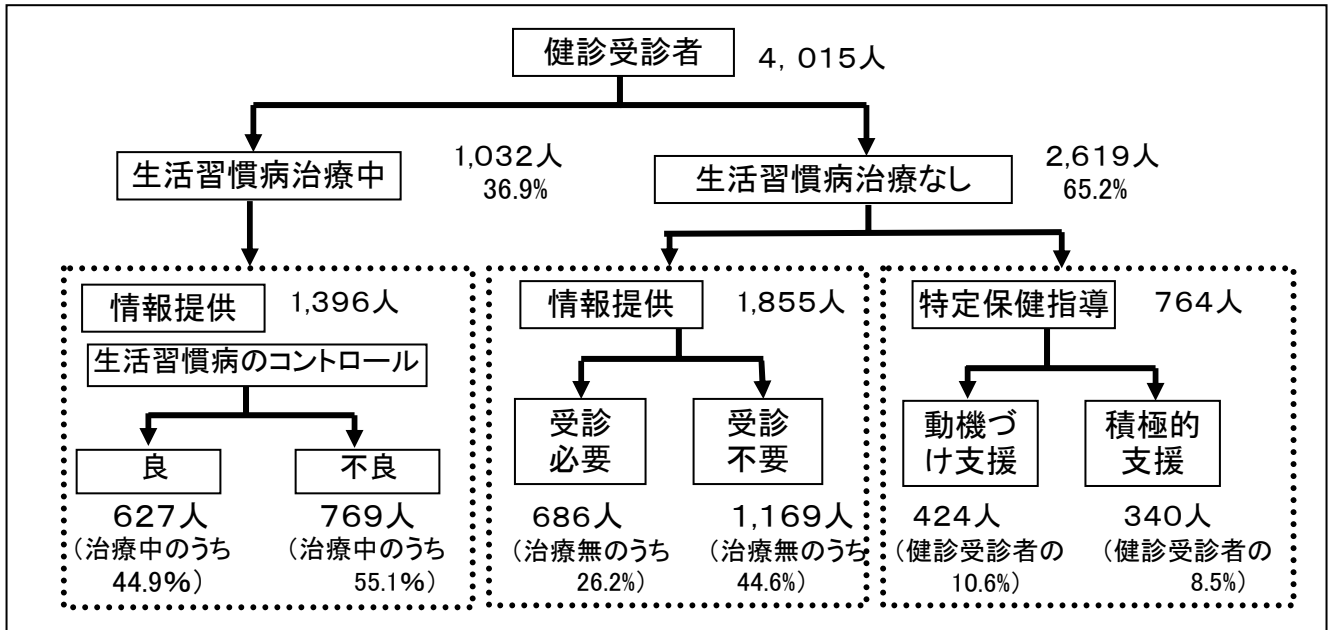 健診受診者
4,015人
生活習慣病治療中
1,032人
36.9%
生活習慣病治療なし
2,619人
65.2%
情報提供
1,396人
生活習慣病のコントロール
良
不良
627人
(治療中のうち
44.9%)
769人
(治療中のうち
55.1%)
情報提供
1,855人
受診
必要
受診
不要
686人
(治療無のうち
26.2%)
1,169人
(治療無のうち
44.6%)
特定保健指導
764人
動機づ
け支援
積極的
支援
424人
(健診受診者の
10.6%)
340人
(健診受診者の
8.5%)